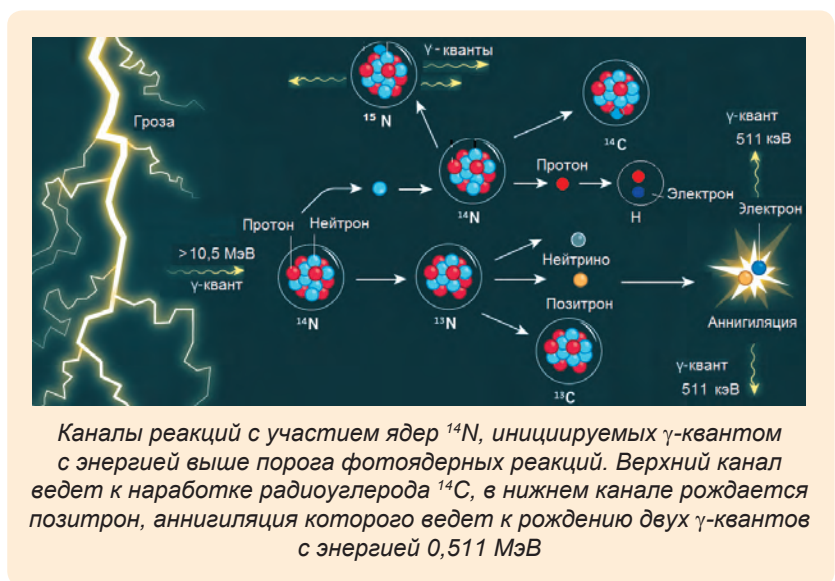 γ - кванты
Гроза
¹⁵ N
¹⁴C
γ-квант
511 кэВ
Протон
Электрон
¹⁴N
H
Электрон
Протон
Нейтрон
>10,5 МэВ
γ-квант
Нейтрино
Позитрон
¹⁴N
¹³N
Аннигиляция
¹³C
γ-квант
511 кэВ
Каналы реакций с участием ядер ¹⁴N, инициируемых γ-квантом
с энергией выше порога фотоядерных реакций. Верхний канал
ведет к наработке радиоуглерода ¹⁴C, в нижнем канале рождается
позитрон, аннигиляция которого ведет к рождению двух γ-квантов
с энергией 0,511 МэВ